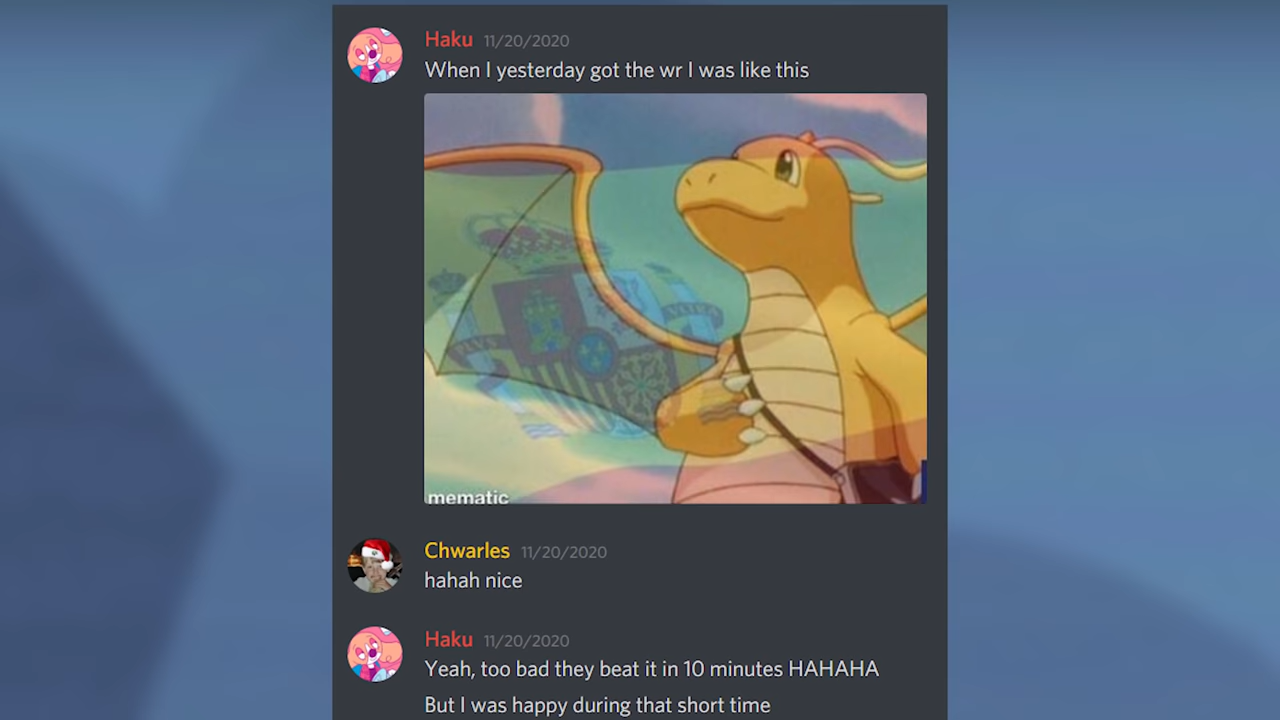 Haku 11/20/2020
When I yesterday got the wr I was like this
mematic
Chwarles 11/20/2020
hahah nice
Haku 11/20/2020
Yeah, too bad they beat it in 10 minutes HAHAHA
But I was happy during that short time